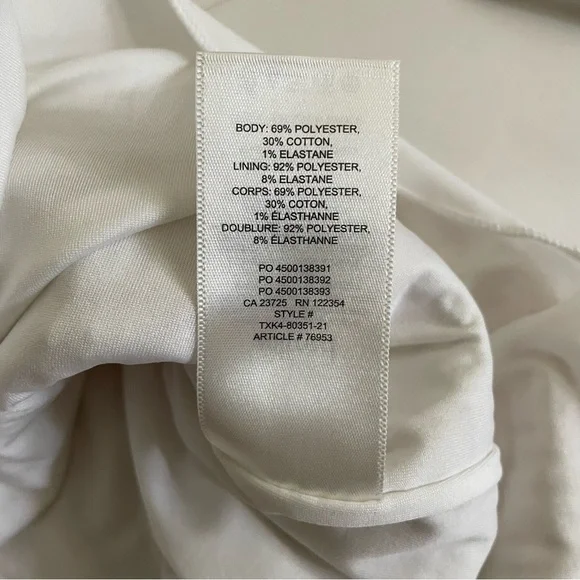 BODY: 69% POLYESTER,
30% COTTON,
1% ELASTANE
LINING: 92% POLYESTER,
8% ELASTANE
CORPS: 69% POLYESTER,
30% COTON,
1% ÉLASTHANNE
DOUBLURE: 92% POLYESTER,
8% ÉLASTHANNE
PO 4500138391
PO 4500138392
PO 4500138393
CA 23725 RN 122354
STYLE #
TXK4-80351-21
ARTICLE # 76953